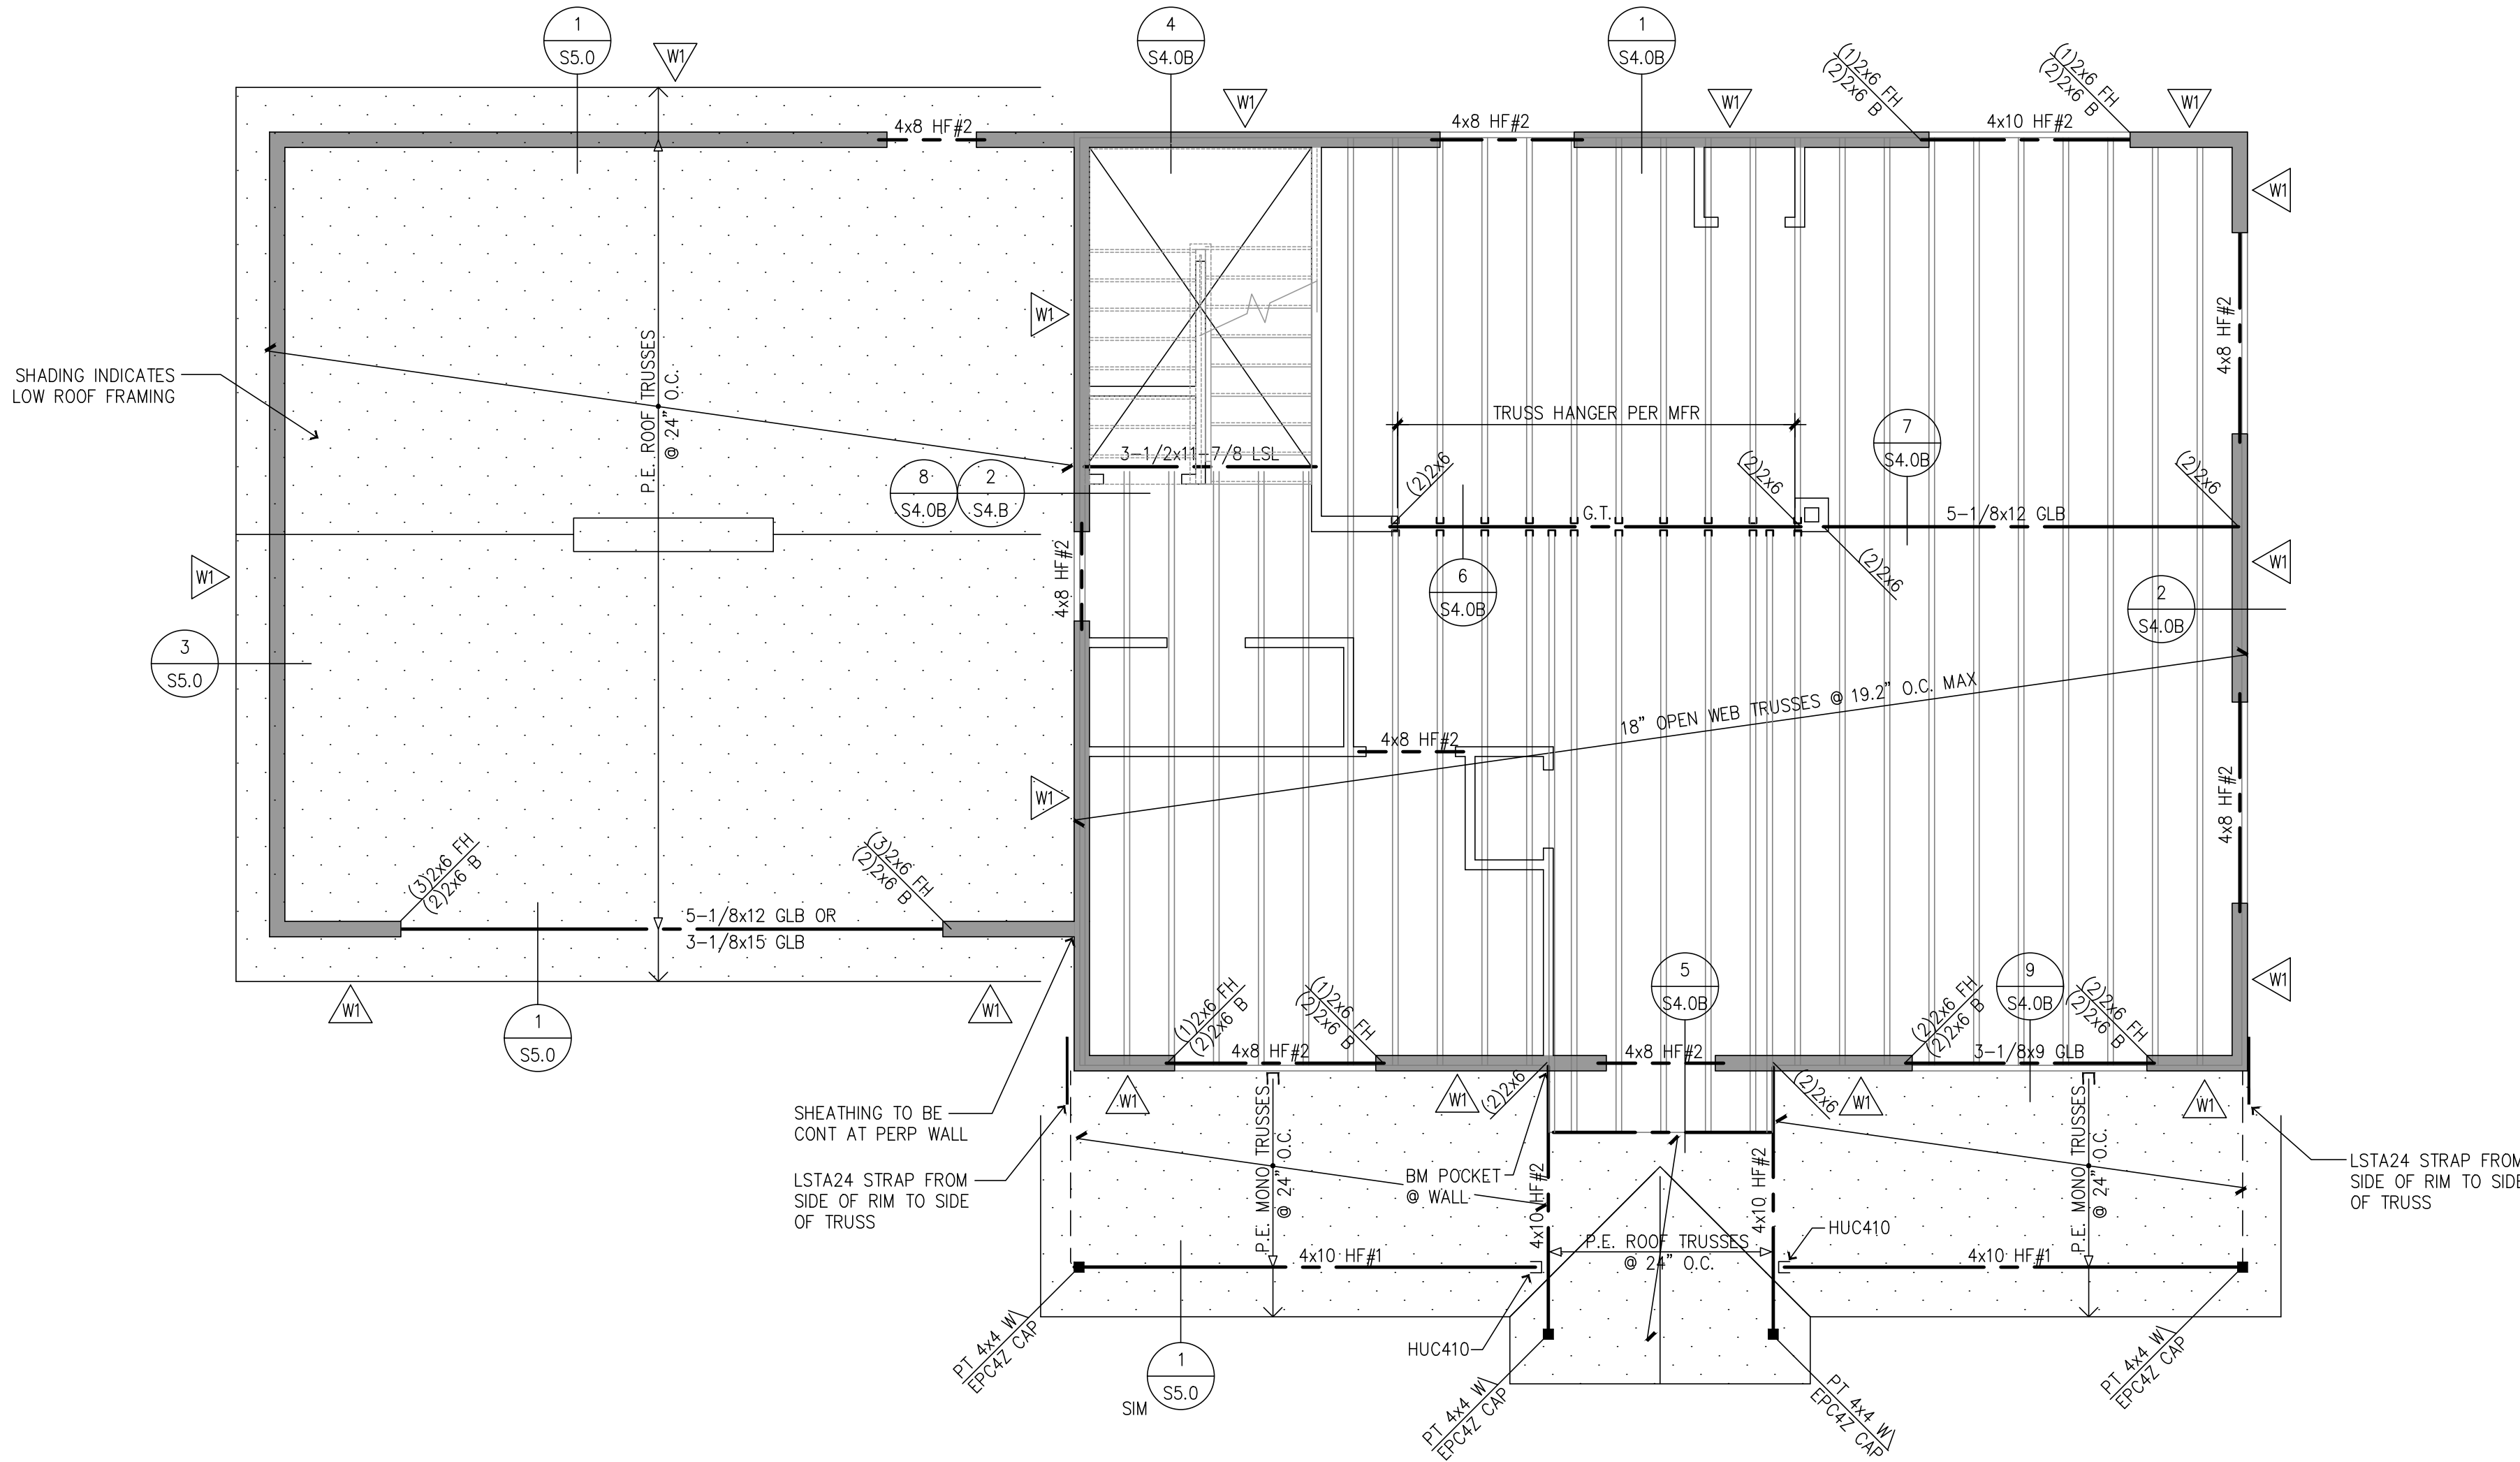 1
S5.0
W1
4
S4.0B
1
S4.0B
W1
W1
W1
(1)2x6 FH
(2)2x6 B
(1)2x6 FH
(2)2x6 B
4x8 HF#2
4x8 HF#2
4x10 HF#2
W1
W1
4x8 HF#2
SHADING INDICATES
LOW ROOF FRAMING
P.E. ROOF TRUSSES
@ 24" O.C.
TRUSS HANGER PER MFR
7
S4.0B
3-1/2x11-7/8 LSL
8
S4.0B
2
S4.B
(2)2x6
(2)2x6
(2)2x6
G.T.
5-1/8x12 GLB
(2)2x6
6
S4.0B
4x8 HF#2
W1
W1
2
S4.0B
3
S5.0
18" OPEN WEB TRUSSES @ 19.2" O.C. MAX
4x8 HF#2
4x8 HF#2
W1
(3)2x6 FH
(2)2x6 B
(3)2x6 FH
(2)2x6 B
5-1/8x12 GLB OR
3-1/8x15 GLB
W1
W1
1
S5.0
(1)2x6 FH
(2)2x6 B
(1)2x6 FH
(2)2x6 B
5
S4.0B
9
S4.0B
(2)2x6 FH
(2)2x6 B
(2)2x6 FH
(2)2x6 B
W1
4x8 HF#2
4x8 HF#2
3-1/8x9 GLB
W1
W1
(2)2x6
(2)2x6
W1
W1
SHEATHING TO BE
CONT AT PERP WALL
LSTA24 STRAP FROM
SIDE OF RIM TO SIDE
OF TRUSS
P.E. MONO TRUSSES
@ 24" O.C.
BM POCKET
@ WALL
4x10 HF#2
4x10 HF#2
P.E. MONO TRUSSES
@ 24" O.C.
LSTA24 STRAP FROM
SIDE OF RIM TO SIDE
OF TRUSS
HUC410
P.E. ROOF TRUSSES
@ 24" O.C.
4x10 HF#1
4x10 HF#1
HUC410
PT 4x4 W\
EPC4Z CAP
1
S5.0
SIM
PT 4x4 W\
EPC4Z CAP
PT 4x4 W\
EPC4Z CAP
PT 4x4 W\
EPC4Z CAP